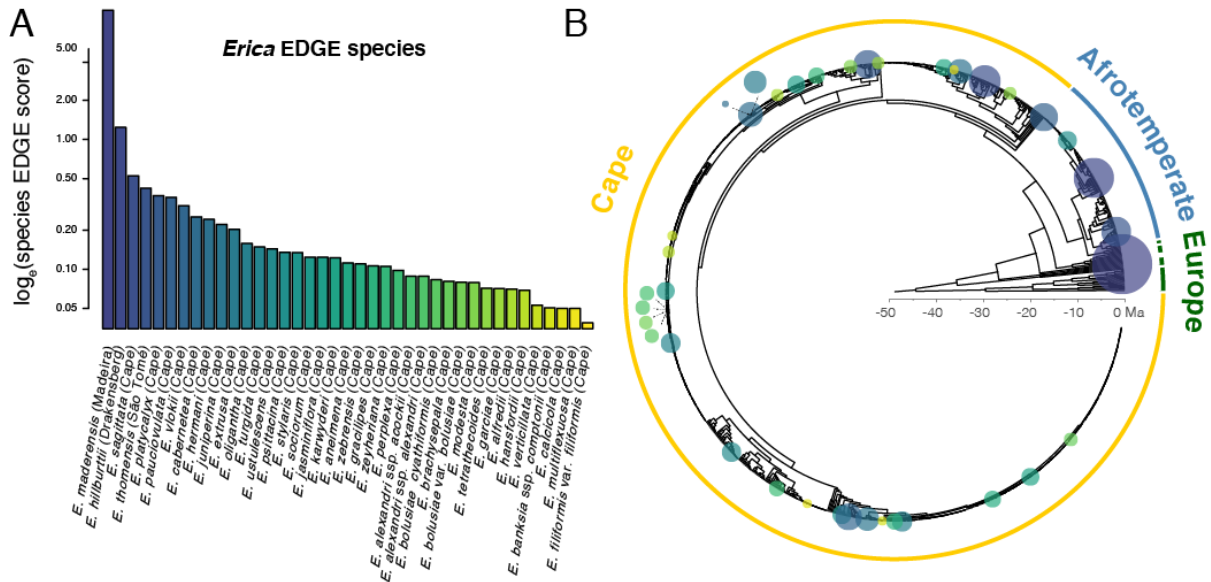 A
Erica EDGE species
log_e(species EDGE score)
5.00
2.00
1.00
0.50
0.20
0.10
0.05
E. maderensis (Madeira)
E. hillburttii (Drakensberg)
E. sagittata (Cape)
E. thomensis (São Tomé)
E. platycalyx (Cape)
E. pauciovulata (Cape)
E. vlokii (Cape)
E. cabernetea (Cape)
E. hermani (Cape)
E. juniperina (Cape)
E. extrusa (Cape)
E. oligantha (Cape)
E. turgida (Cape)
E. ustulescens (Cape)
E. psittacina (Cape)
E. stylaris (Cape)
E. sociorum (Cape)
E. jasminiflora (Cape)
E. karwyderi (Cape)
E. anemena (Cape)
E. zebrensis (Cape)
E. gracilipes (Cape)
E. zeyheriana (Cape)
E. perplexa (Cape)
E. alexandri ssp. acockii (Cape)
E. alexandri ssp. alexandri (Cape)
E. bolusiae cyathiformis (Cape)
E. brachysepala (Cape)
E. bolusiae var. bolusiae (Cape)
E. modesta (Cape)
E. tetrathecoides (Cape)
E. garciae (Cape)
E. alfredii (Cape)
E. hansfordii (Cape)
E. verticillata (Cape)
E. banksia ssp. comptonii (Cape)
E. calcicola (Cape)
E. multiflexuosa (Cape)
E. filiformis var. filiformis (Cape)
B
Cape
Afrotemperate
Europe
-50
-40
-30
-20
-10
0 Ma